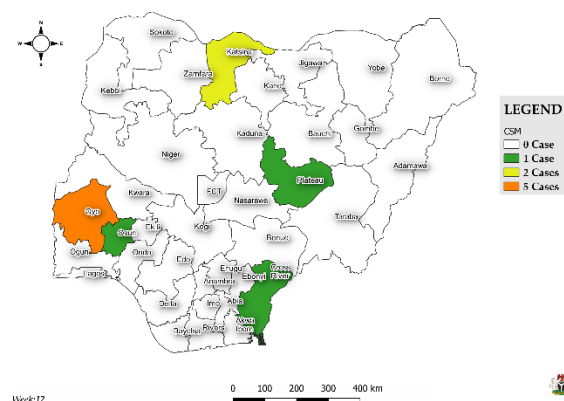 N
W
E
S
Sokoto
Katsina
Zamfara
Jigawa
Yobe
Borno
Kebbi
Kano
Kaduna
Bauchi
Gombe
Niger
Adamawa
Plateau
FCT
Nasarawa
Kwara
Oyo
Taraba
Osun
Ekiti
Kogi
Benue
Ogun
Ondo
Edo
Lagos
Enugu
Ebonyi
Cross
River
Anambra
Delta
Imo
Abia
Akwa
Ibom
Bayelsa
Rivers
LEGEND
CSM
0 Case
1 Case
2 Cases
5 Cases
Week:12
0 100 200 300 400 km